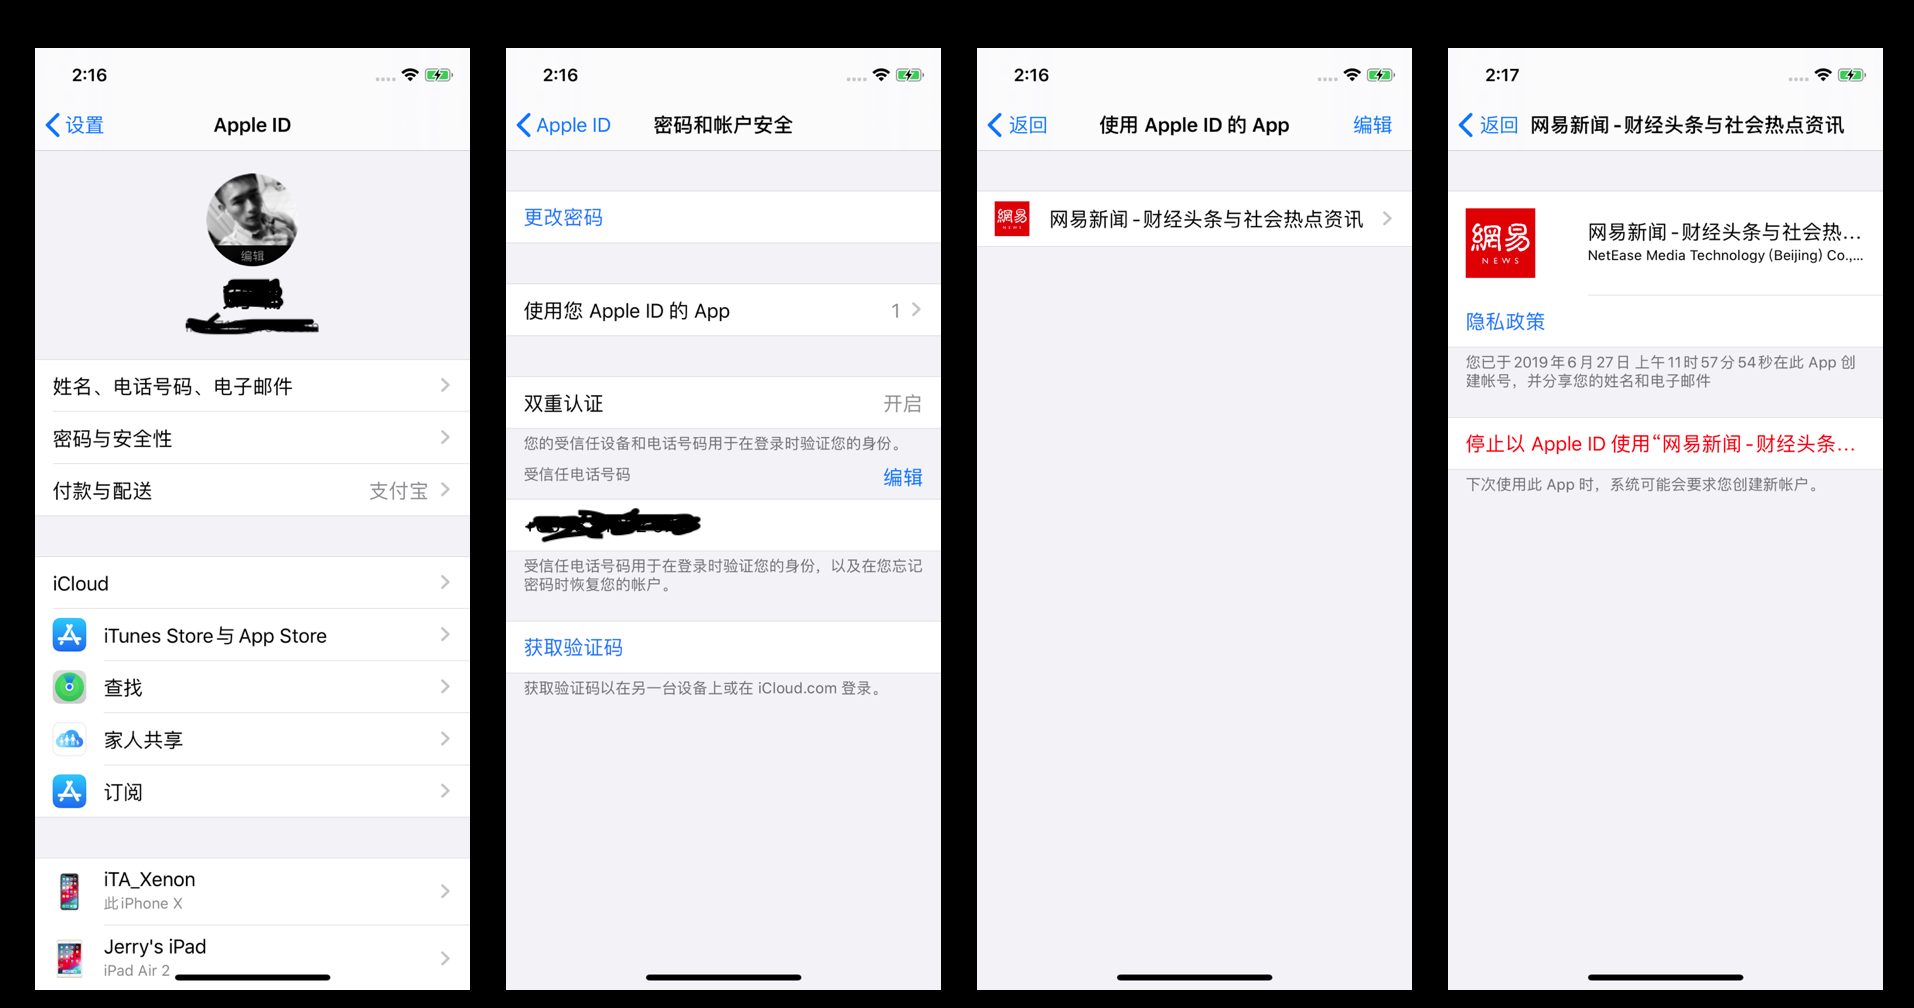 2:16
设置
Apple ID
编辑
姓名、电话号码、电子邮件
密码与安全性
付款与配送
支付宝
iCloud
iTunes Store与 App Store
查找
家人共享
订阅
iTA_Xenon
此iPhone X
Jerry's iPad
iPad Air 2
2:16
Apple ID
密码和帐户安全
更改密码
使用您 Apple ID 的 App
1
双重认证
开启
您的受信任设备和电话号码用于在登录时验证您的身份。
受信任电话号码
编辑
受信任电话号码用于在登录时验证您的身份，以及在您忘记
密码时恢复您的帐户。
获取验证码
获取验证码以在另一台设备上或在 iCloud.com 登录。
2:16
返回
使用 Apple ID 的 App
编辑
網易
NEWS
网易新闻-财经头条与社会热点资讯
2:17
返回
网易新闻-财经头条与社会热点资讯
網易
NEWS
网易新闻-财经头条与社会热...
NetEase Media Technology (Beijing) Co.,...
隐私政策
您已于2019年6月27日 上午11时57分54秒在此 App 创
建帐号，并分享您的姓名和电子邮件
停止以 Apple ID 使用“网易新闻-财经头条...
下次使用此 App 时，系统可能会要求您创建新帐户。